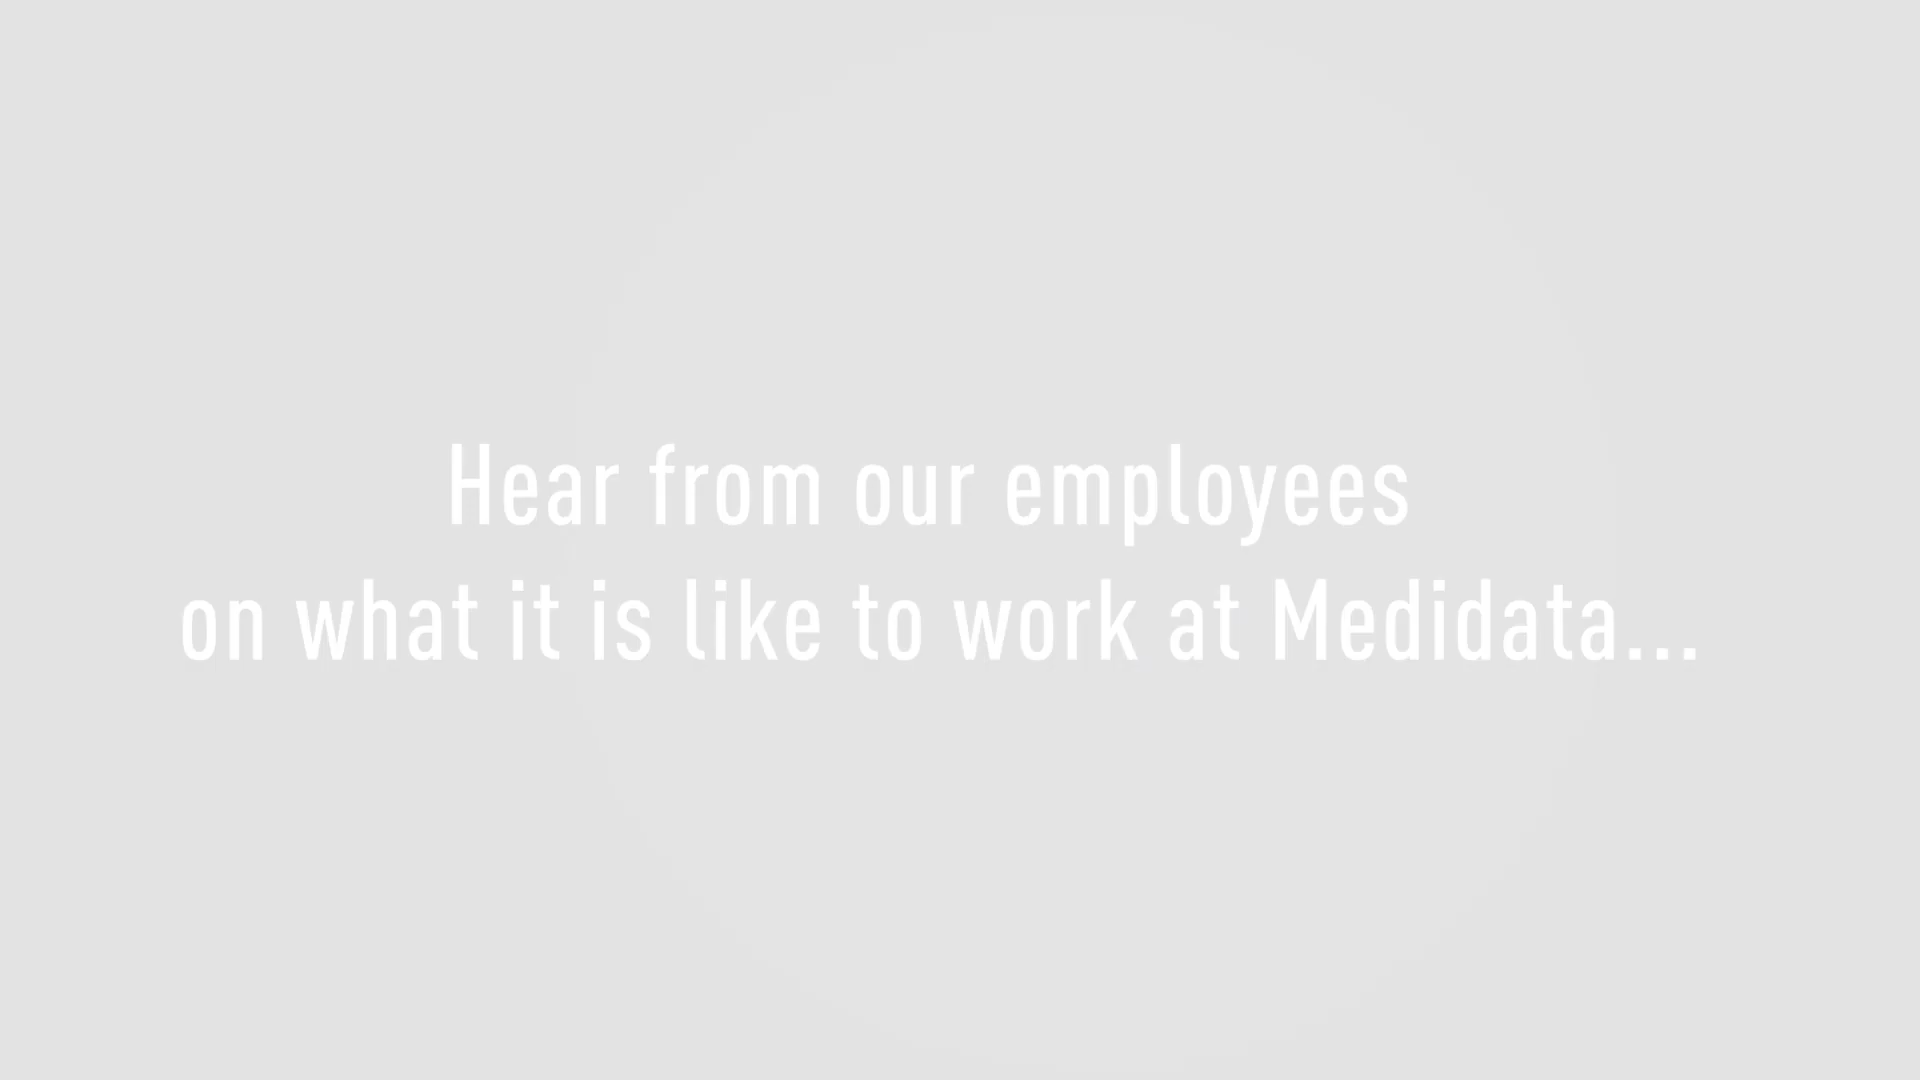 Hear from our employees
on what it is like to work at Medidata...